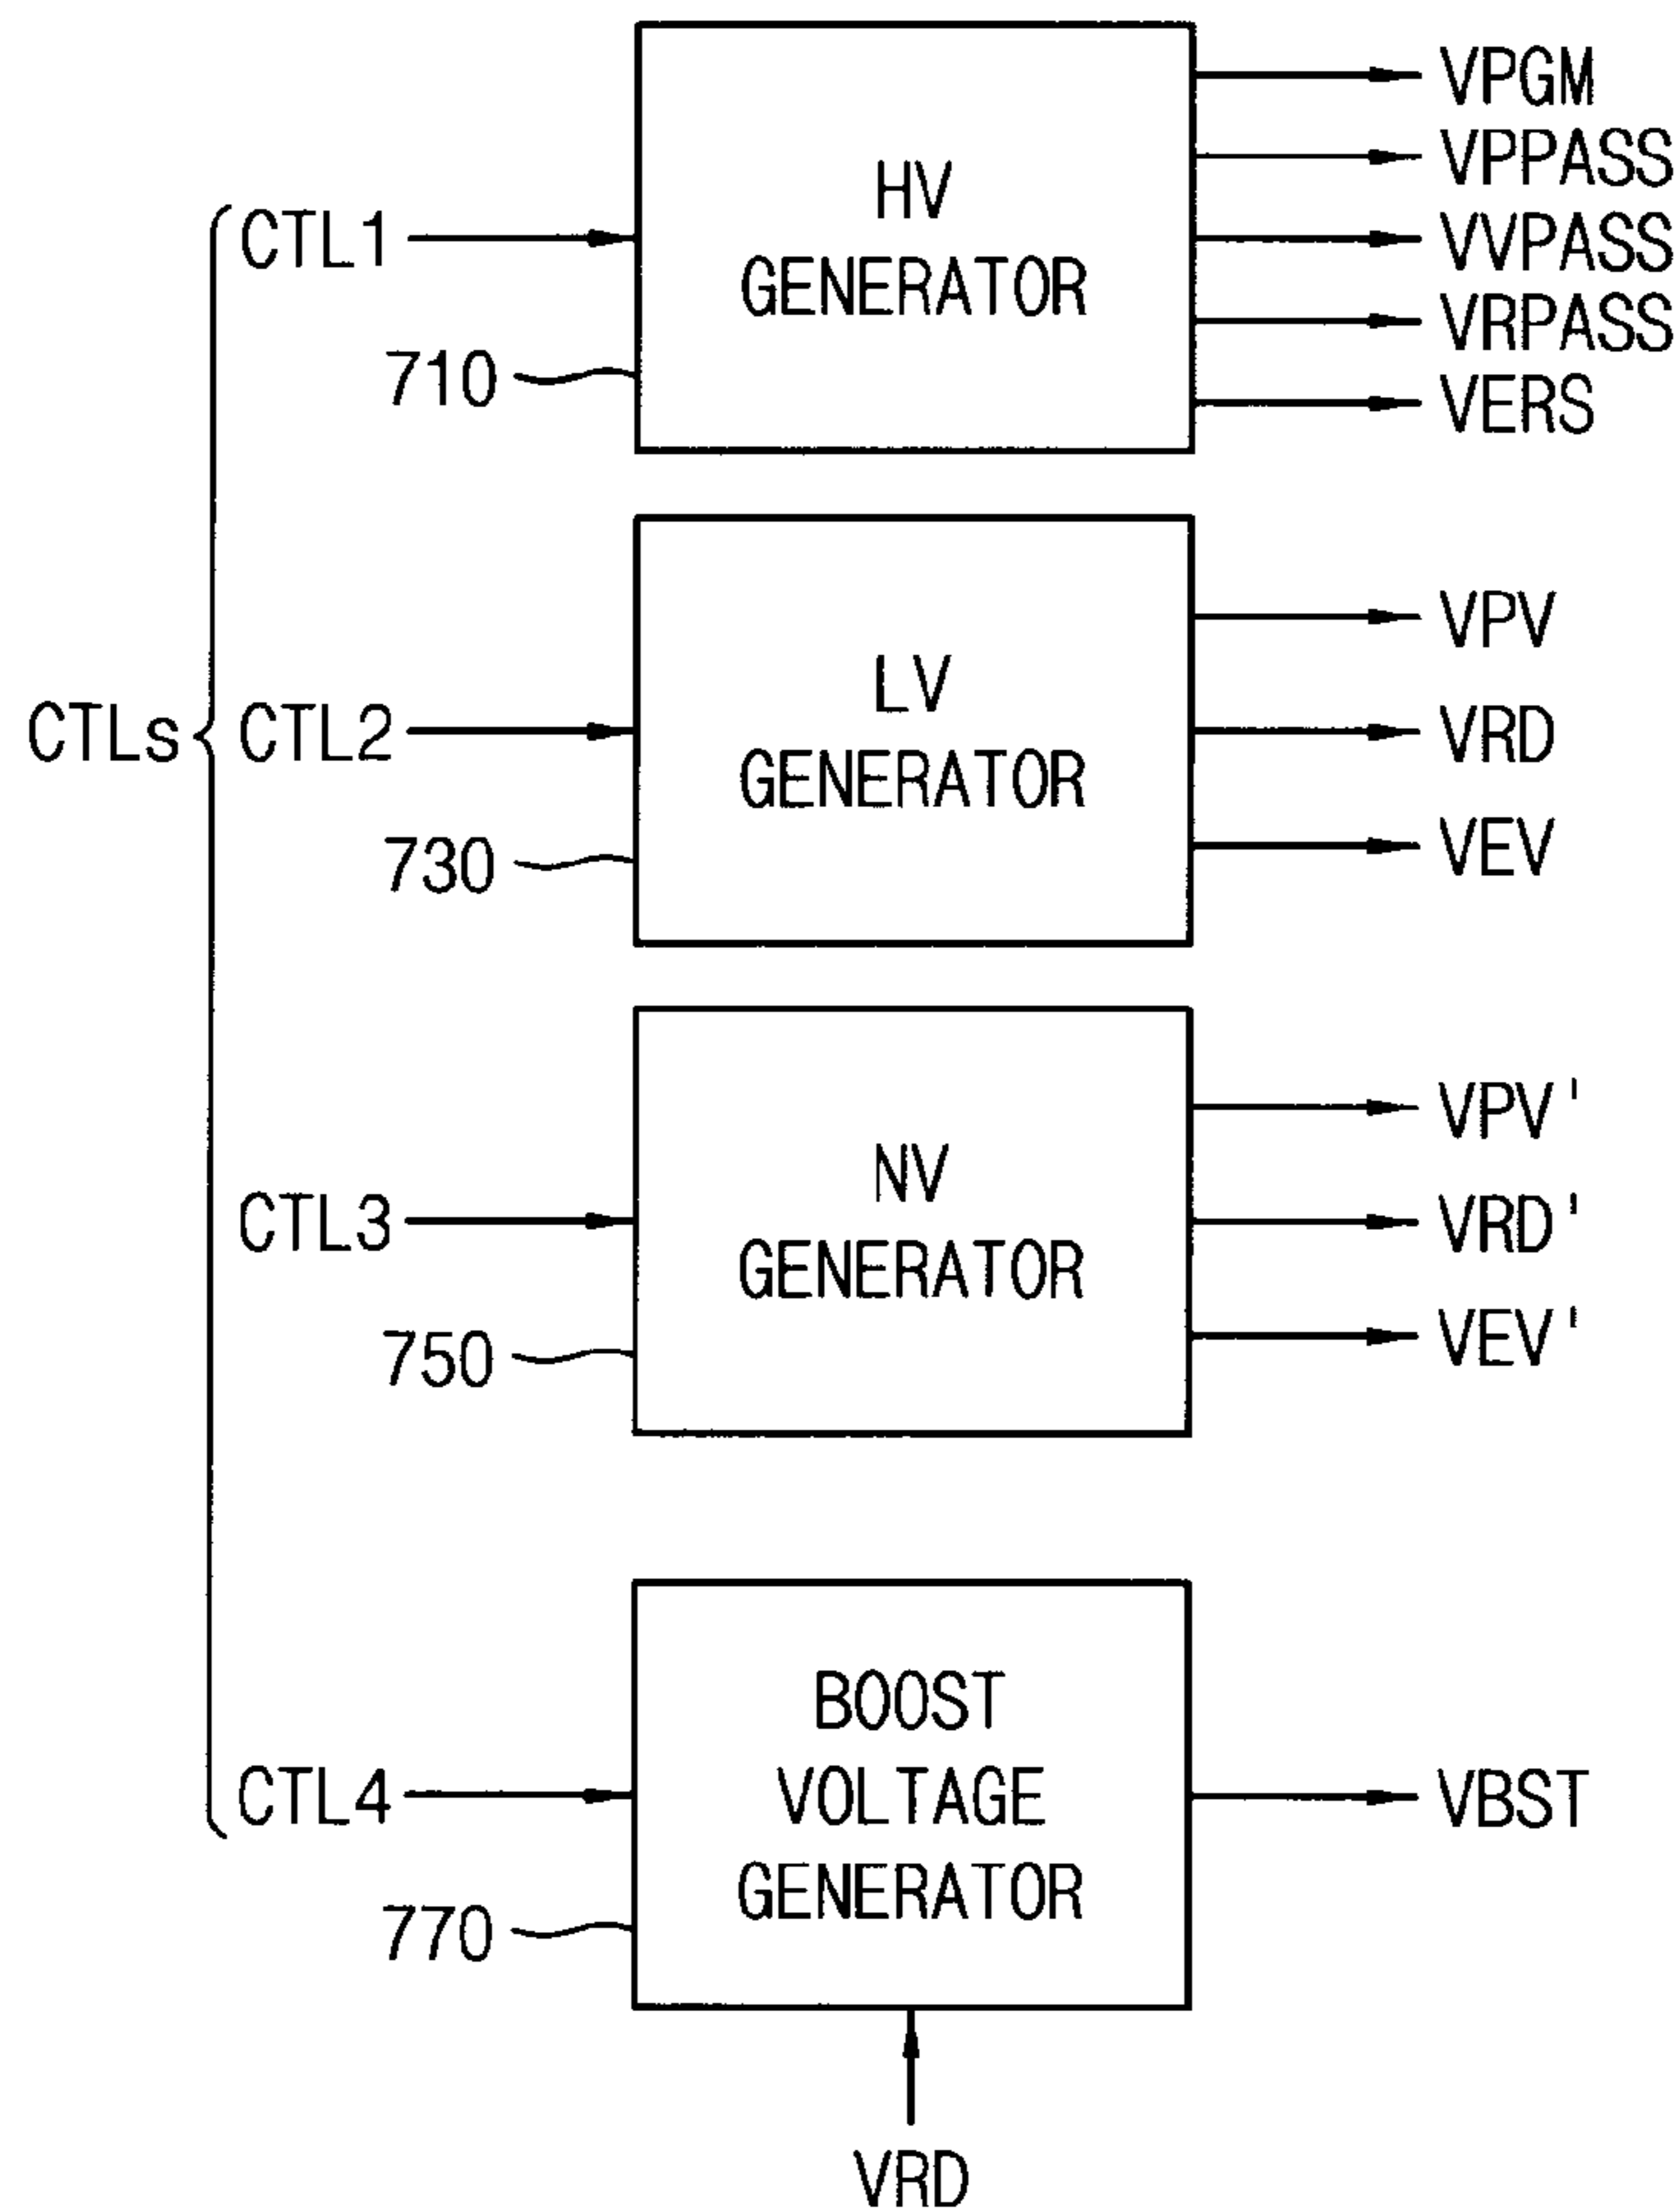 VPGM
VPPASS
HV
CTL1
VVPASS
GENERATOR
VRPASS
710
VERS
VPV
LV
CTLs
CTL2
VRD
GENERATOR
730
VEV
VPV'
NV
CTL3
VRD'
GENERATOR
750
VEV'
BOOST
CTL4
VOLTAGE
VBST
GENERATOR
770
VRD